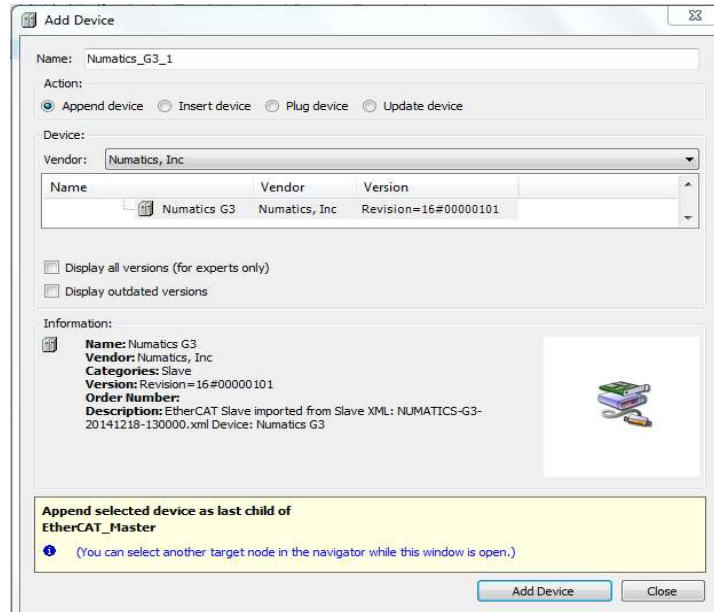 Add Device
Name: Numatics_G3_1
Action:
Append device Insert device Plug device Update device
Device:
Vendor: Numatics, Inc
Name Vendor Version
Numatics G3 Numatics, Inc Revision=16#00000101
Display all versions (for experts only)
Display outdated versions
Information:
Name: Numatics G3
Vendor: Numatics, Inc
Categories: Slave
Version: Revision=16#00000101
Order Number:
Description: EtherCAT Slave imported from Slave XML: NUMATICS-G3-
20141218-130000.xml Device: Numatics G3
Append selected device as last child of
EtherCAT_Master
(You can select another target node in the navigator while this window is open.)
Add Device Close